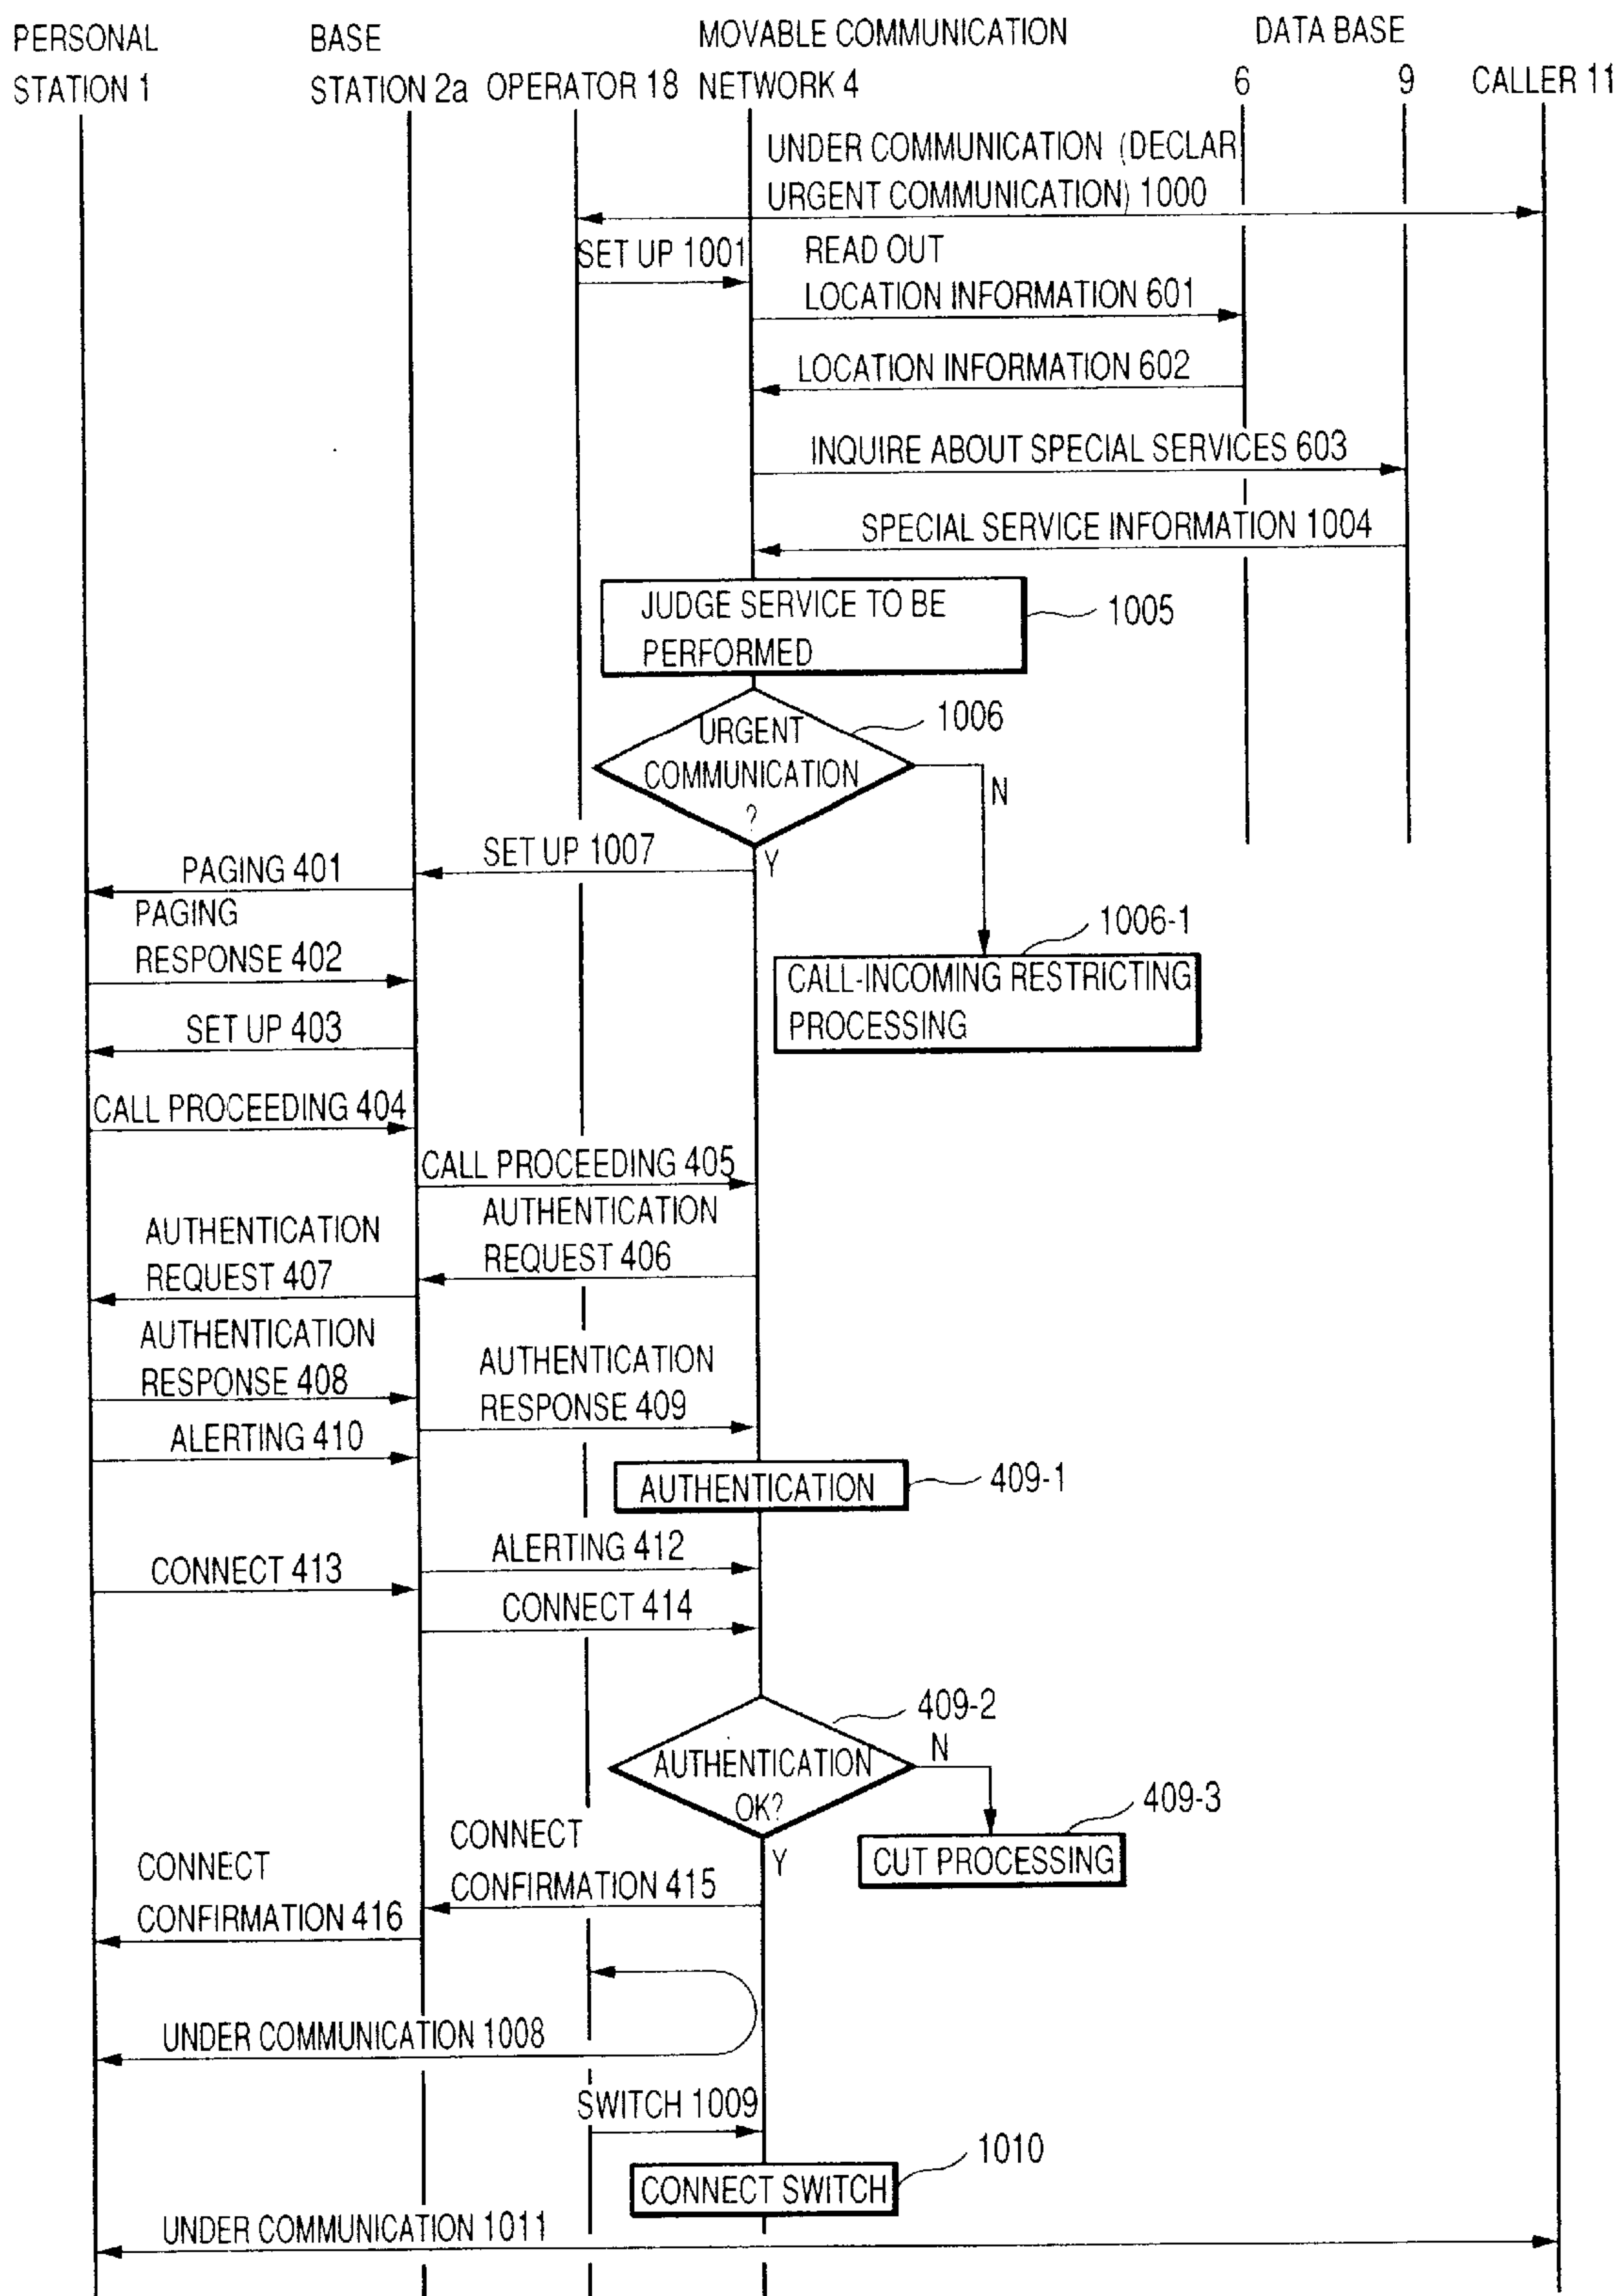 PERSONAL
STATION 1
BASE
STATION 2a
OPERATOR 18
MOVABLE COMMUNICATION
NETWORK 4
DATA BASE
6
9
CALLER 11
UNDER COMMUNICATION (DECLAR
URGENT COMMUNICATION) 1000
SET UP 1001
READ OUT
LOCATION INFORMATION 601
LOCATION INFORMATION 602
INQUIRE ABOUT SPECIAL SERVICES 603
SPECIAL SERVICE INFORMATION 1004
JUDGE SERVICE TO BE
PERFORMED
1005
URGENT
COMMUNICATION
?
1006
N
Y
SET UP 1007
PAGING 401
PAGING
RESPONSE 402
1006-1
CALL-INCOMING RESTRICTING
PROCESSING
SET UP 403
CALL PROCEEDING 404
CALL PROCEEDING 405
AUTHENTICATION
REQUEST 406
AUTHENTICATION
REQUEST 407
AUTHENTICATION
RESPONSE 408
AUTHENTICATION
RESPONSE 409
ALERTING 410
AUTHENTICATION
409-1
ALERTING 412
CONNECT 413
CONNECT 414
409-2
AUTHENTICATION
OK?
N
Y
409-3
CUT PROCESSING
CONNECT
CONFIRMATION 415
CONNECT
CONFIRMATION 416
UNDER COMMUNICATION 1008
SWITCH 1009
1010
CONNECT SWITCH
UNDER COMMUNICATION 1011